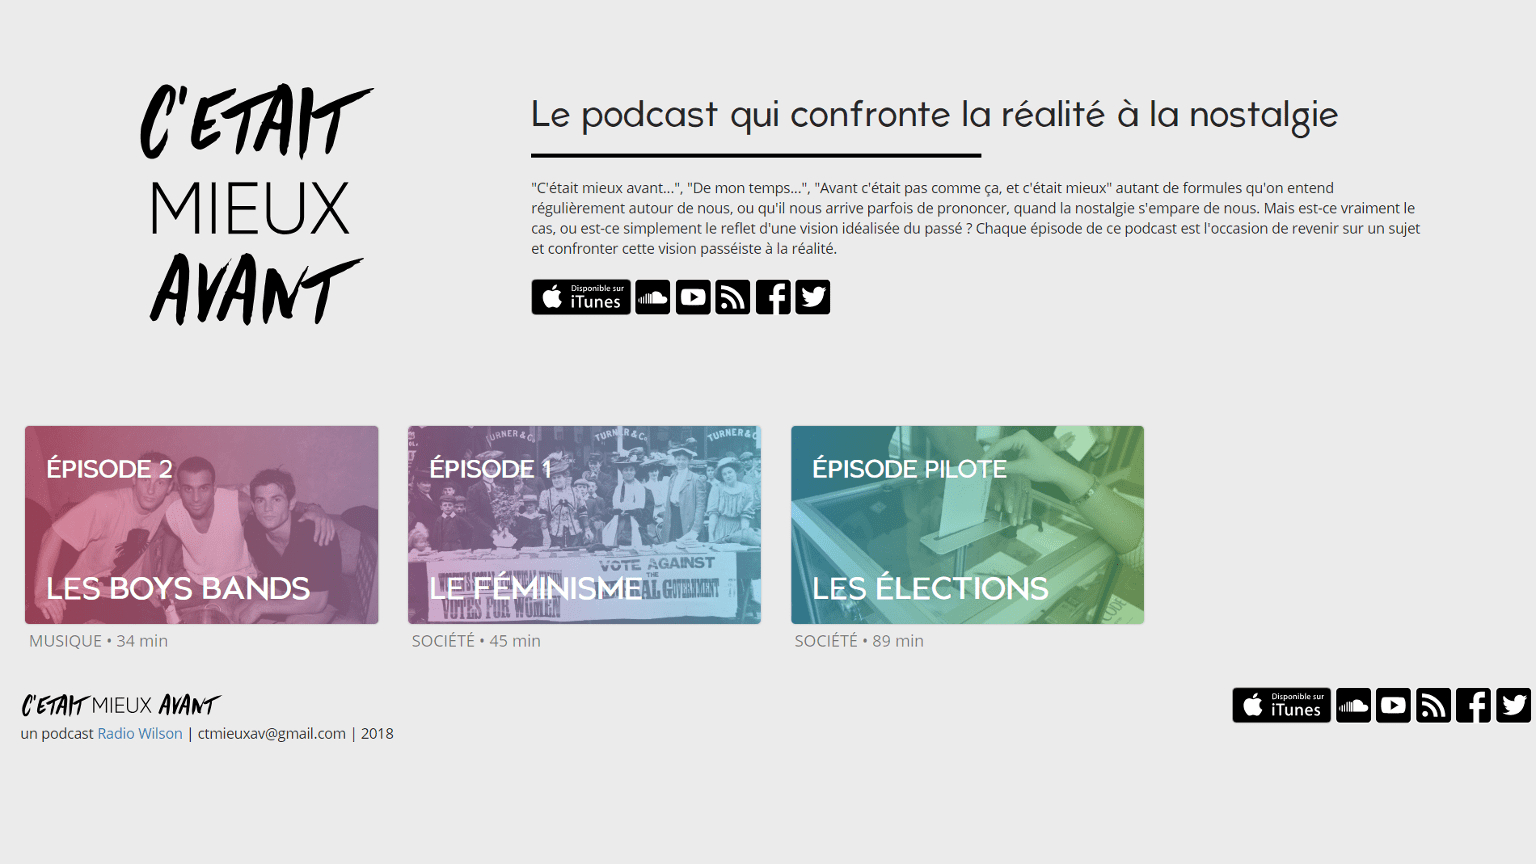 C'ETAIT
MIEUX
AVANT
Le podcast qui confronte la réalité à la nostalgie
"C'était mieux avant...", "De mon temps...", "Avant c'était pas comme ça, et c'était mieux" autant de formules qu'on entend
régulièrement autour de nous, ou qu'il nous arrive parfois de prononcer, quand la nostalgie s'empare de nous. Mais est-ce vraiment le
cas, ou est-ce simplement le reflet d'une vision idéalisée du passé ? Chaque épisode de ce podcast est l'occasion de revenir sur un sujet
et confronter cette vision passéiste à la réalité.
Disponible sur
iTunes
ÉPISODE 2
LES BOYS BANDS
MUSIQUE • 34 min
TURNER & Co. TURNER & C. TURNER & C
ÉPISODE 1
VOTE AGAINST
THE
GOVERNMENT
VOTES FOR WOMEN
LE FÉMINISME
SOCIÉTÉ • 45 min
ÉPISODE PILOTE
LES ÉLECTIONS
SOCIÉTÉ • 89 min
C'ETAIT MIEUX AVANT
un podcast Radio Wilson | ctmieuxav@gmail.com | 2018
Disponible sur
iTunes